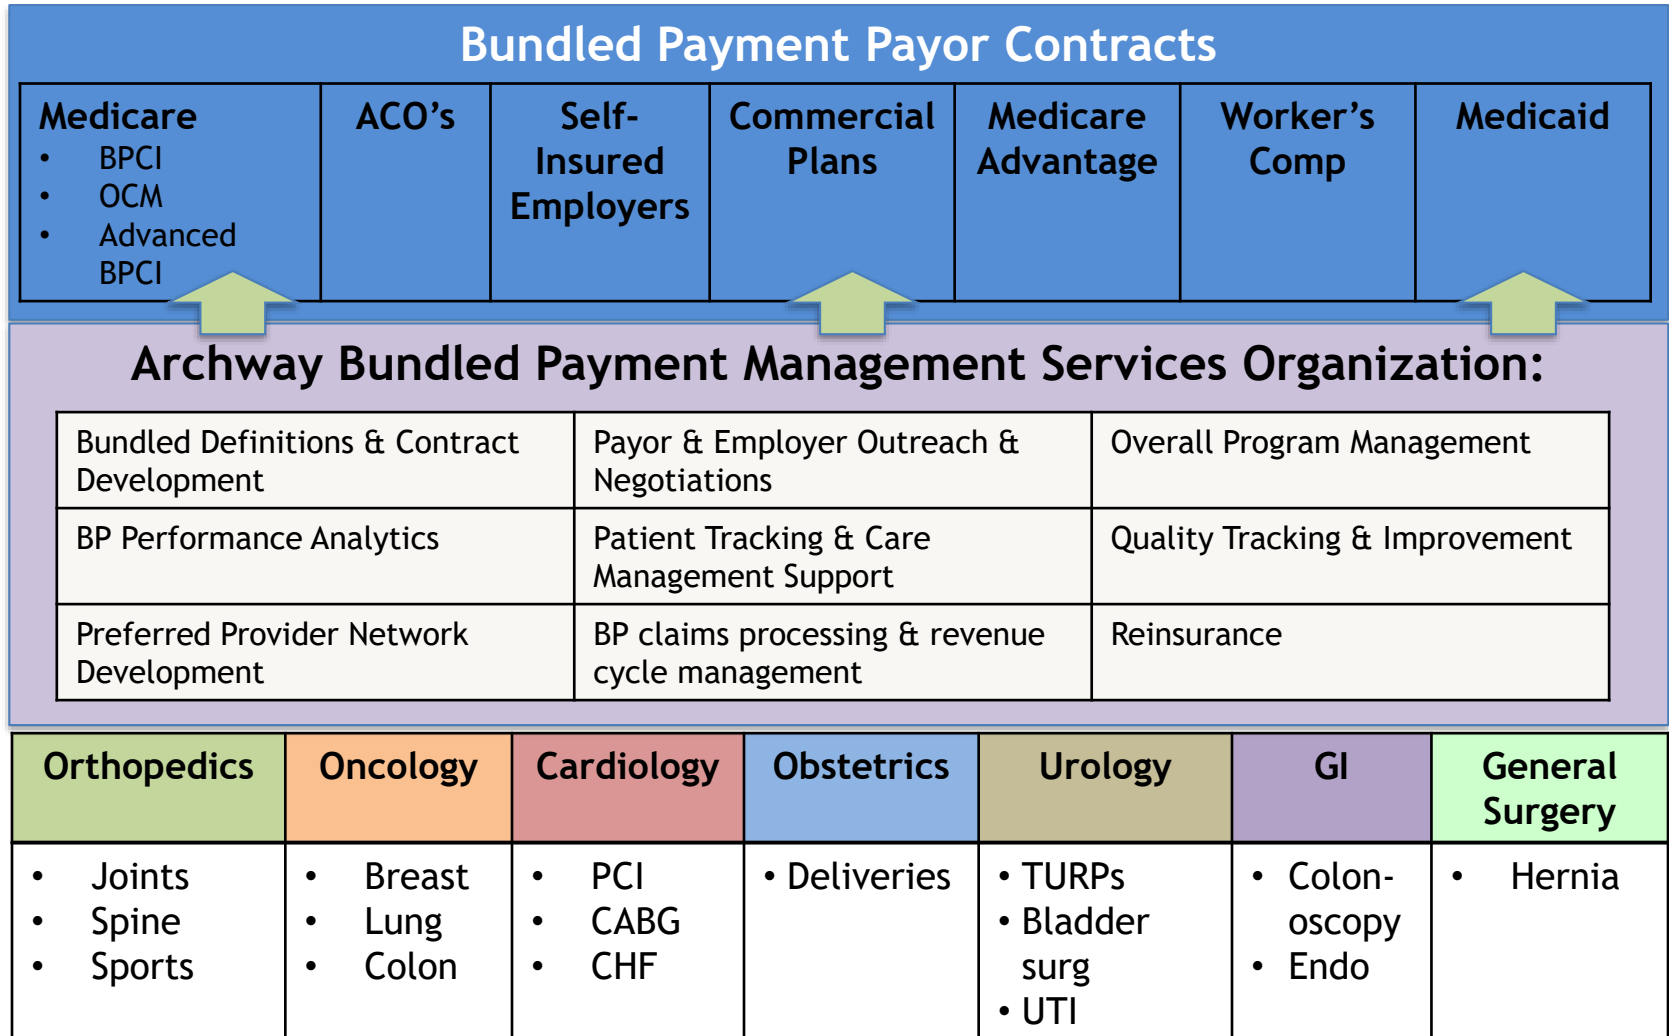 Bundled Payment Payor Contracts
Medicare
• BPCI
• OCM
• Advanced
BPCI
ACO's
Self-
Insured
Employers
Commercial
Plans
Medicare
Advantage
Worker's
Comp
Medicaid
Archway Bundled Payment Management Services Organization:
Bundled Definitions & Contract
Development
Payor & Employer Outreach &
Negotiations
Overall Program Management
BP Performance Analytics
Patient Tracking & Care
Management Support
Quality Tracking & Improvement
Preferred Provider Network
Development
BP claims processing & revenue
cycle management
Reinsurance
Orthopedics
Oncology
Cardiology
Obstetrics
Urology
GI
General
Surgery
• Joints
• Spine
• Sports
• Breast
• Lung
• Colon
• PCI
• CABG
• CHF
• Deliveries
• TURPs
• Bladder
surg
• UTI
• Colon-
oscopy
• Endo
• Hernia